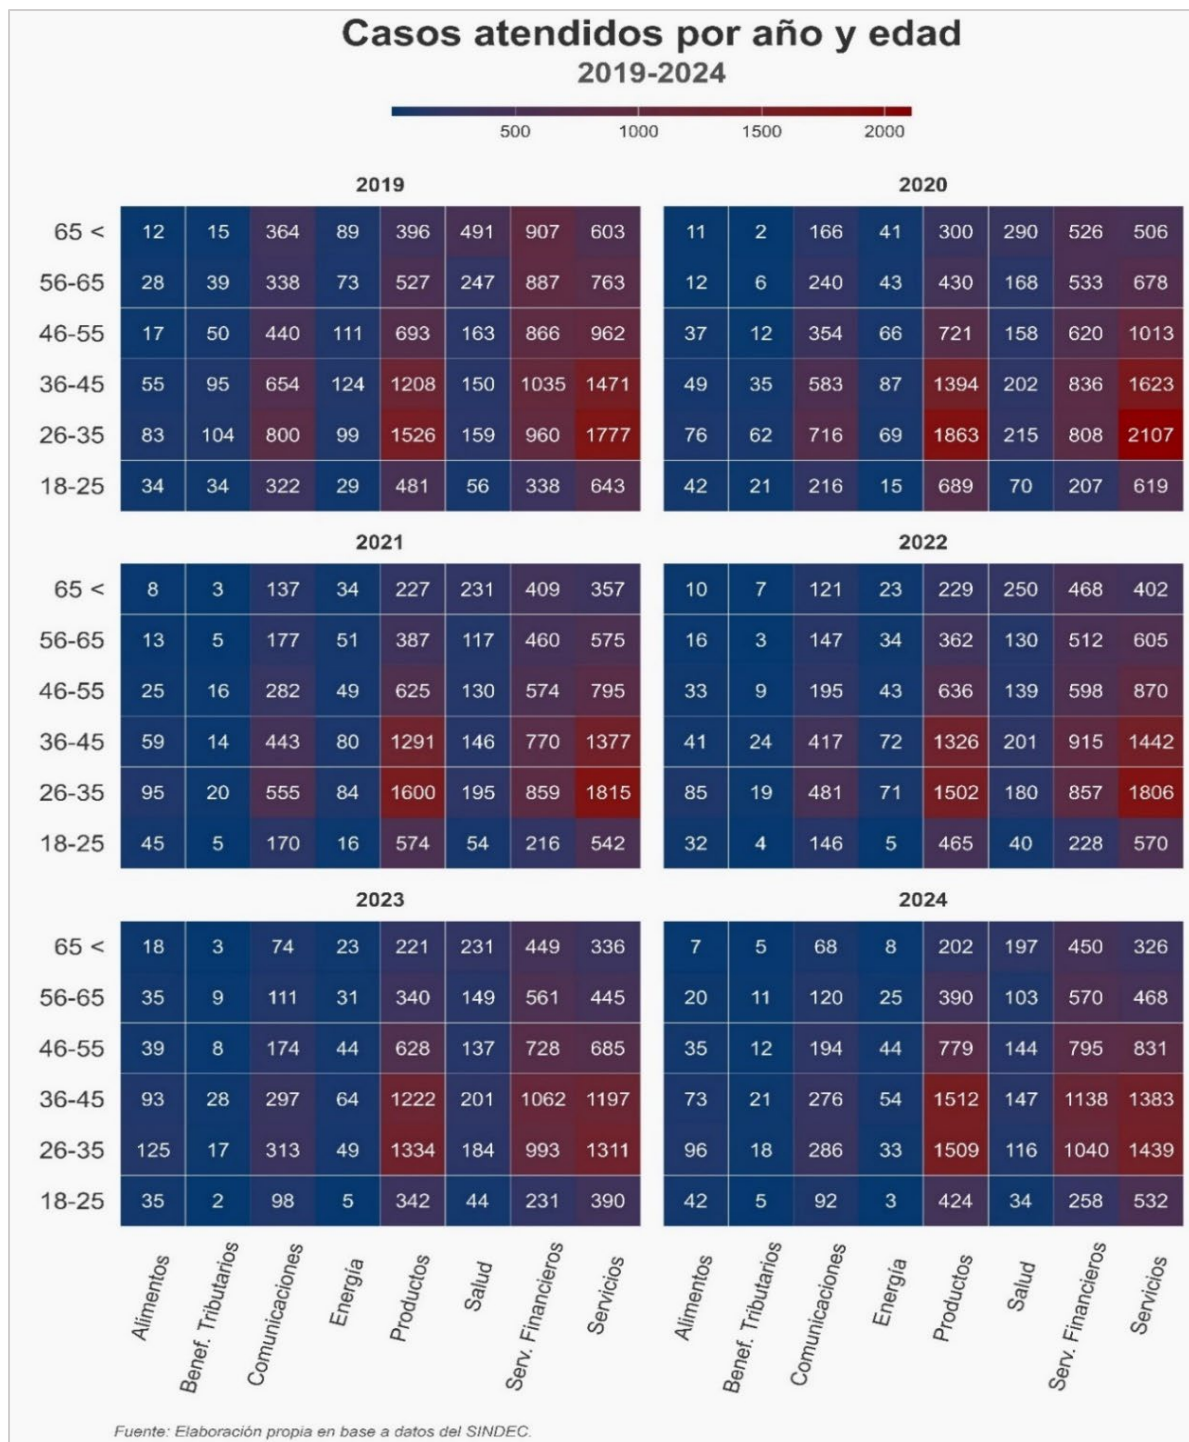 Casos atendidos por año y edad
2019-2024
500 1000 1500 2000
2019 2020
65 < 12 15 364 89 396 491 907 603 11 2 166 41 300 290 526 506
56-65 28 39 338 73 527 247 887 763 12 6 240 43 430 168 533 678
46-55 17 50 440 111 693 163 866 962 37 12 354 66 721 158 620 1013
36-45 55 95 654 124 1208 150 1035 1471 49 35 583 87 1394 202 836 1623
26-35 83 104 800 99 1526 159 960 1777 76 62 716 69 1863 215 808 2107
18-25 34 34 322 29 481 56 338 643 42 21 216 15 689 70 207 619
2021 2022
65 < 8 3 137 34 227 231 409 357 10 7 121 23 229 250 468 402
56-65 13 5 177 51 387 117 460 575 16 3 147 34 362 130 512 605
46-55 25 16 282 49 625 130 574 795 33 9 195 43 636 139 598 870
36-45 59 14 443 80 1291 146 770 1377 41 24 417 72 1326 201 915 1442
26-35 95 20 555 84 1600 195 859 1815 85 19 481 71 1502 180 857 1806
18-25 45 5 170 16 574 54 216 542 32 4 146 5 465 40 228 570
2023 2024
65 < 18 3 74 23 221 231 449 336 7 5 68 8 202 197 450 326
56-65 35 9 111 31 340 149 561 445 20 11 120 25 390 103 570 468
46-55 39 8 174 44 628 137 728 685 35 12 194 44 779 144 795 831
36-45 93 28 297 64 1222 201 1062 1197 73 21 276 54 1512 147 1138 1383
26-35 125 17 313 49 1334 184 993 1311 96 18 286 33 1509 116 1040 1439
18-25 35 2 98 5 342 44 231 390 42 5 92 3 424 34 258 532
Alimentos Benef. Tributarios Comunicaciones Energía Productos Salud Serv. Financieros Servicios Alimentos Benef. Tributarios Comunicaciones Energía Productos Salud Serv. Financieros Servicios
Fuente: Elaboración propia en base a datos del SINDEC.